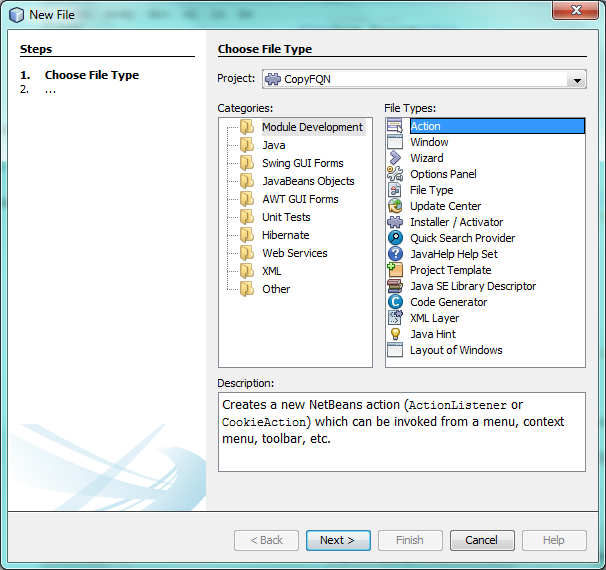 New File
Steps
1. Choose File Type
2. ...
Choose File Type
Project: CopyFQN
Categories:
Module Development
Java
Swing GUI Forms
JavaBeans Objects
AWT GUI Forms
Unit Tests
Hibernate
Web Services
XML
Other
File Types:
Action
Window
Wizard
Options Panel
File Type
Update Center
Installer / Activator
Quick Search Provider
JavaHelp Help Set
Project Template
Java SE Library Descriptor
Code Generator
XML Layer
Java Hint
Layout of Windows
Description:
Creates a new NetBeans action (ActionListener or
CookieAction) which can be invoked from a menu, context
menu, toolbar, etc.
< Back Next > Finish Cancel Help